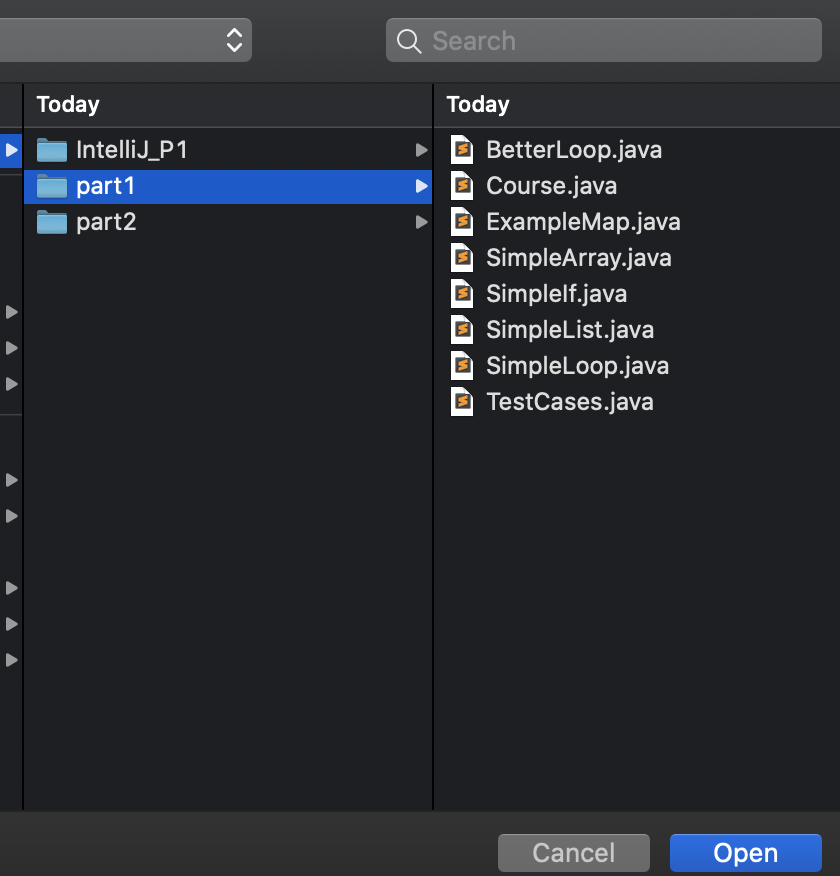 Search
Today
IntelliJ_P1
part1
part2
Today
BetterLoop.java
Course.java
ExampleMap.java
SimpleArray.java
SimpleIf.java
SimpleList.java
SimpleLoop.java
TestCases.java
Cancel
Open